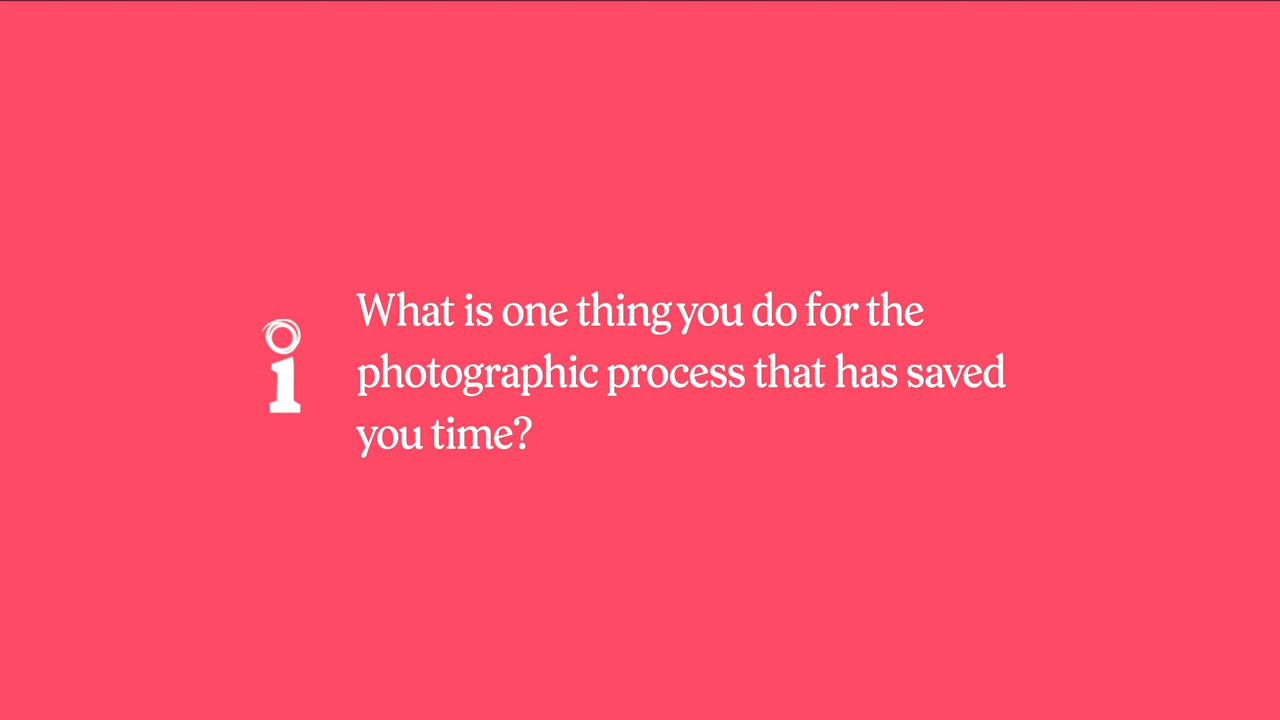 What is one thing you do for the
photographic process that has saved
you time?